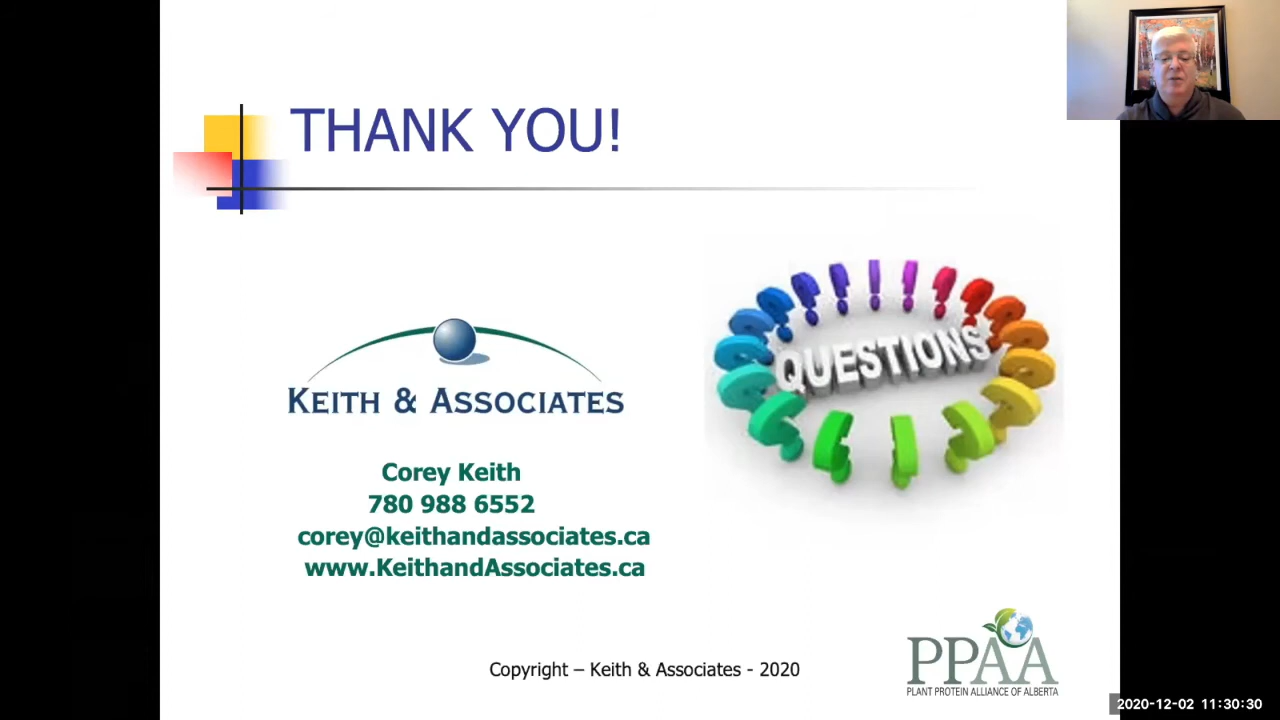 THANK YOU!
QUESTIONS
KEITH & ASSOCIATES
Corey Keith
780 988 6552
corey@keithandassociates.ca
www.KeithandAssociates.ca
Copyright – Keith & Associates - 2020
PPAA
PLANT PROTEIN ALLIANCE OF ALBERTA
2020-12-02 11:30:30